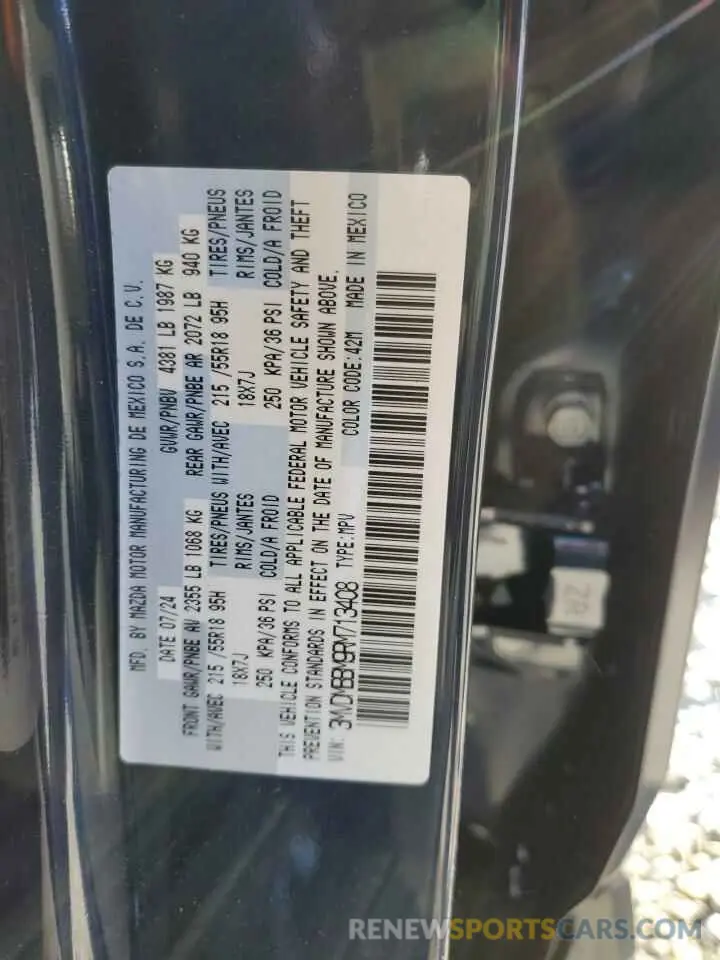 MFD. BY MAZDA MOTOR MANUFACTURING DE MEXICO S.A. DE C.V.
DATE 07/24 GVWR/PNBV 4381 LB 1987 KG
FRONT GAWR/PNBE AV 2355 LB 1068 KG REAR GAWR/PNBE AR 2072 LB 940 KG
WITH/AVEC 215 /55R18 95H TIRES/PNEUS WITH/AVEC 215 /55R18 95H TIRES/PNEUS
18X7J RIMS/JANTES 18X7J RIMS/JANTES
250 KPA/36 PSI COLD/A FROID 250 KPA/36 PSI COLD/A FROID
THIS VEHICLE CONFORMS TO ALL APPLICABLE FEDERAL MOTOR VEHICLE SAFETY AND THEFT
PREVENTION STANDARDS IN EFFECT ON THE DATE OF MANUFACTURE SHOWN ABOVE.
VIN: 3MVDMBBM9RM713408 TYPE:MPV COLOR CODE:42M MADE IN MEXICO
2A
RENEWSPORTSCARS.COM